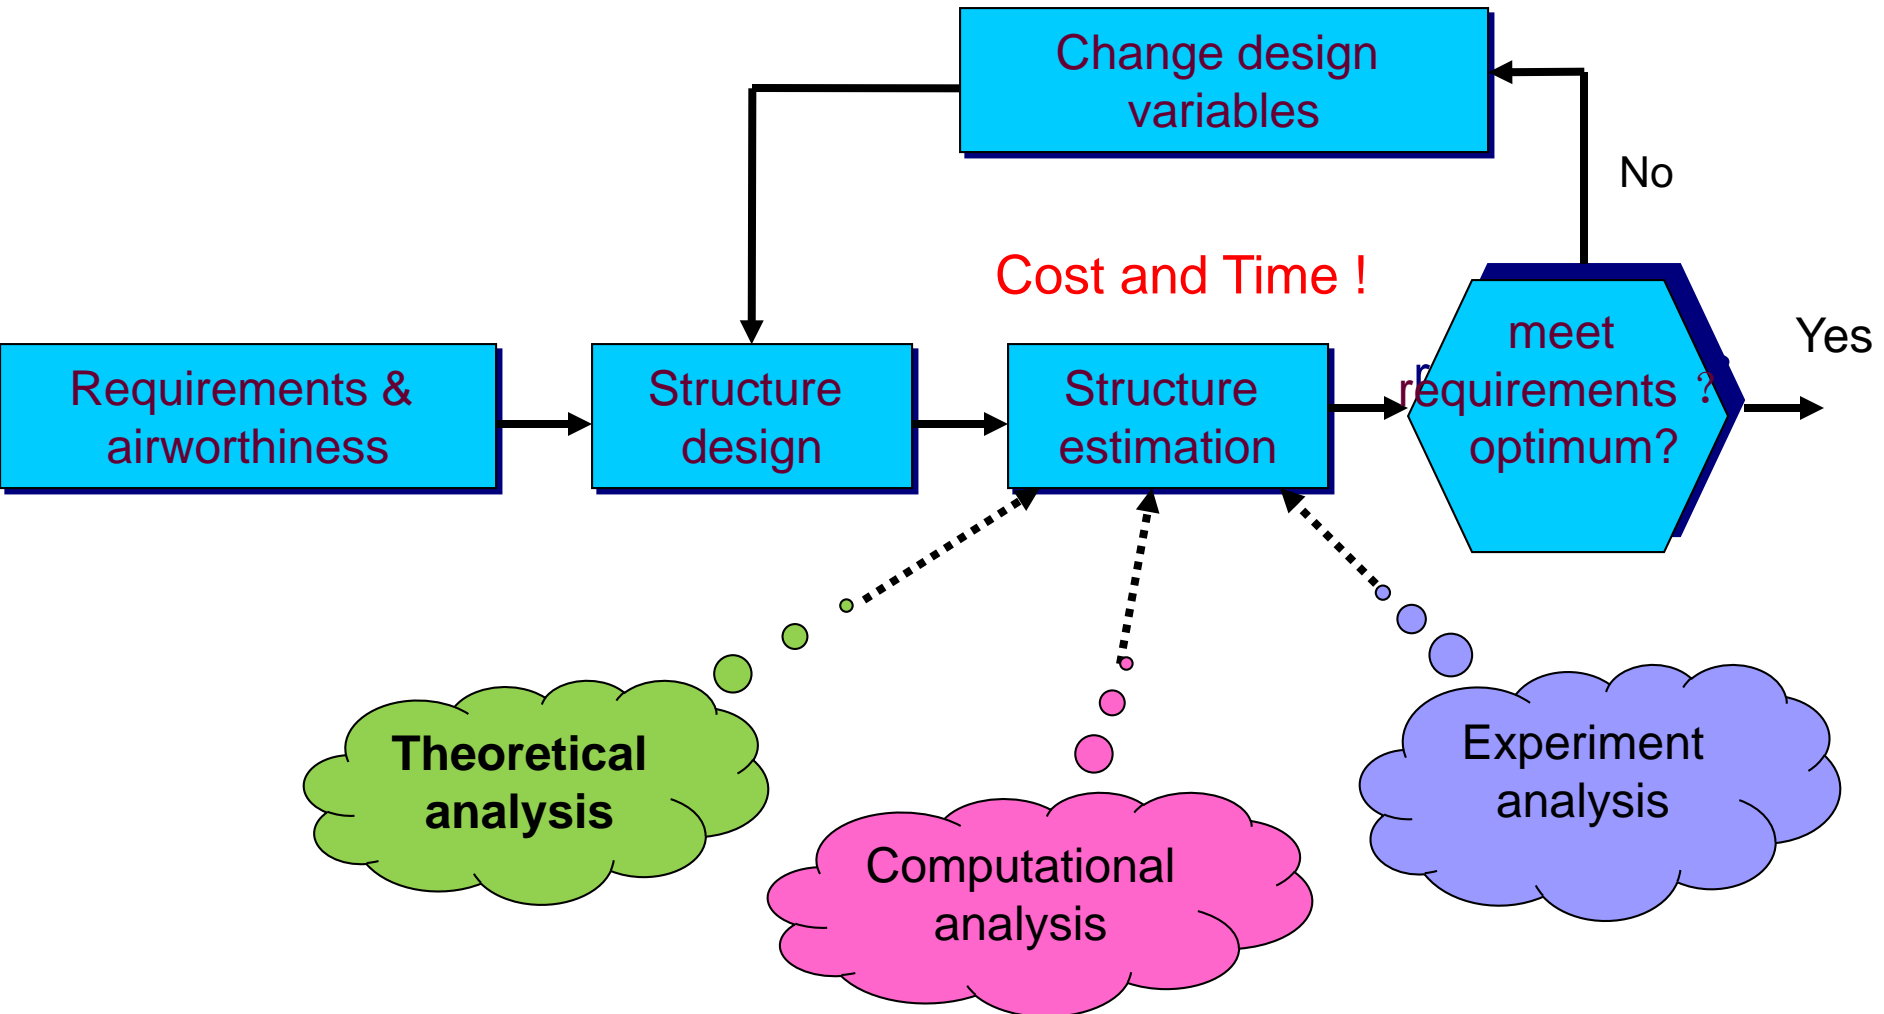 Change design
variables
No
Cost and Time !
Yes
Requirements &
airworthiness
Structure
design
Structure
estimation
meet
requirements ?
optimum?
Theoretical
analysis
Computational
analysis
Experiment
analysis